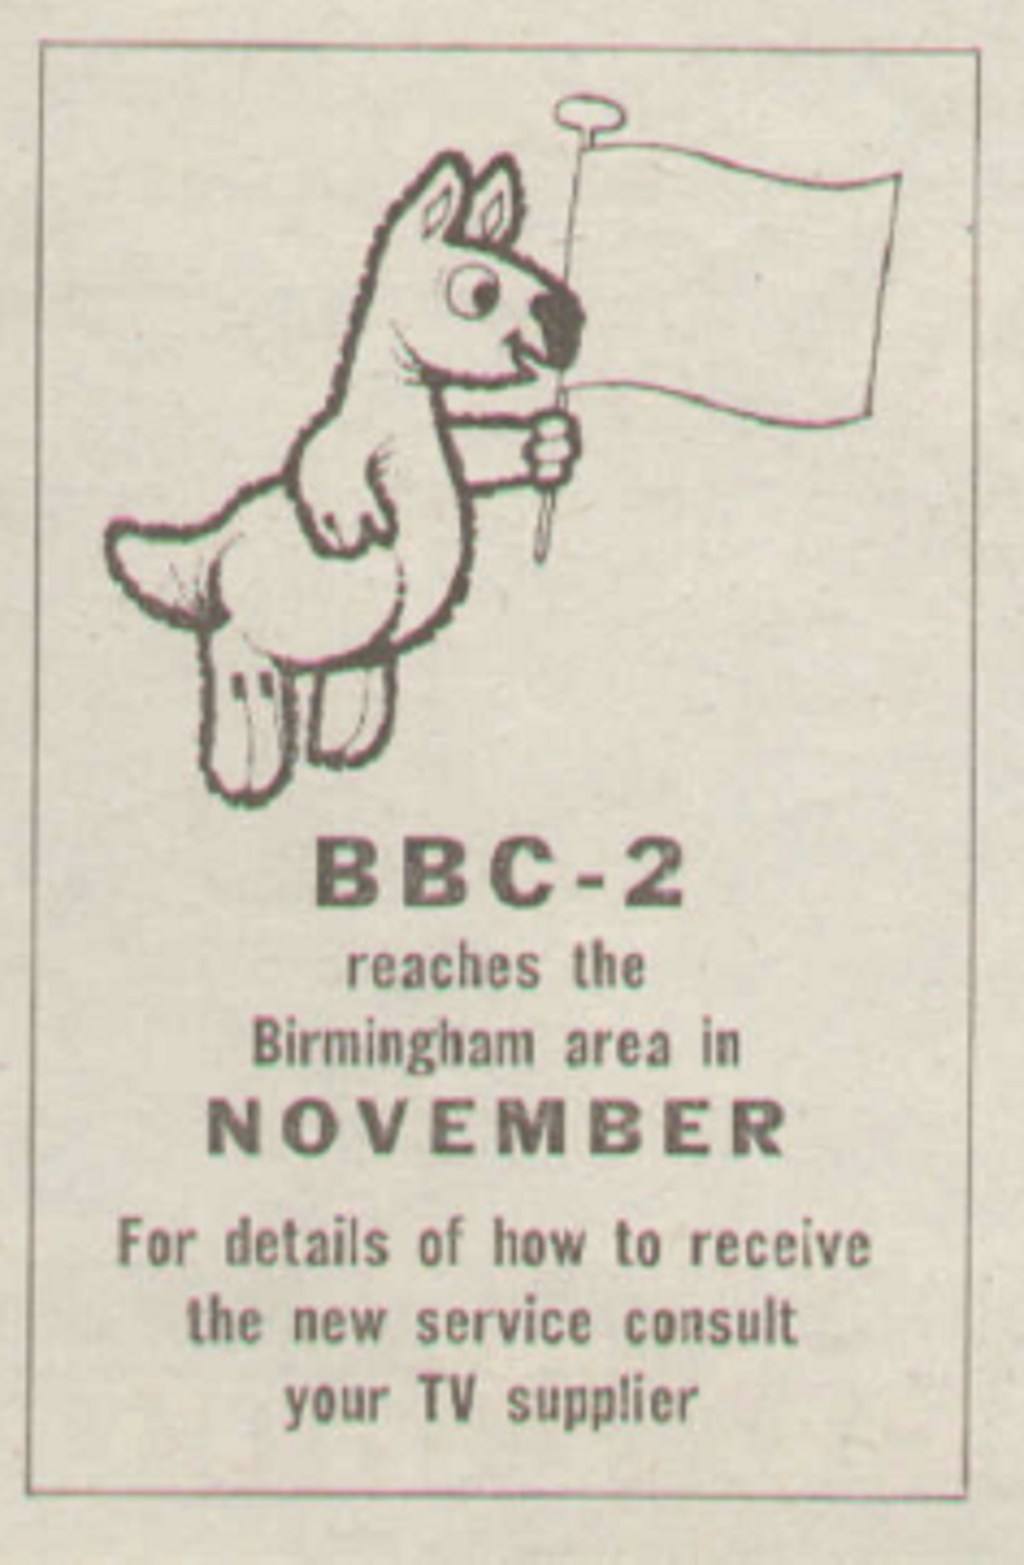 BBC-2
reaches the
Birmingham area in
NOVEMBER
For details of how to receive
the new service consult
your TV supplier